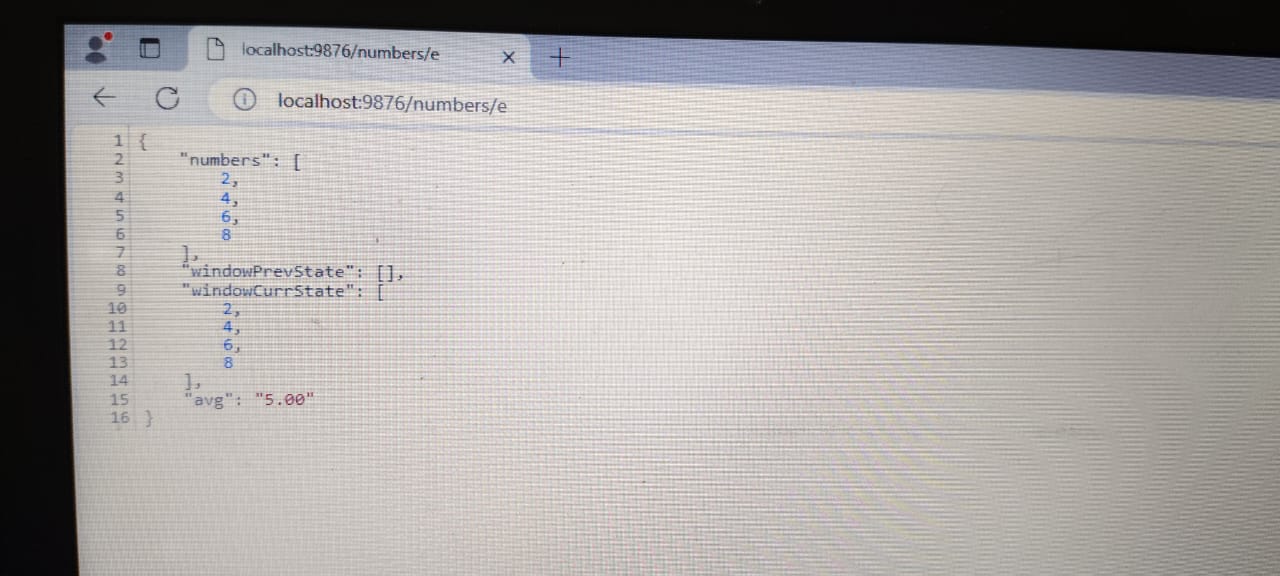 localhost:9876/numbers/e
localhost:9876/numbers/e
1 {
2 "numbers": [
3 2,
4 4,
5 6,
6 8
7 ],
8 "windowPrevState": [],
9 "windowCurrState": [
10 2,
11 4,
12 6,
13 8
14 ],
15 "avg": "5.00"
16 }